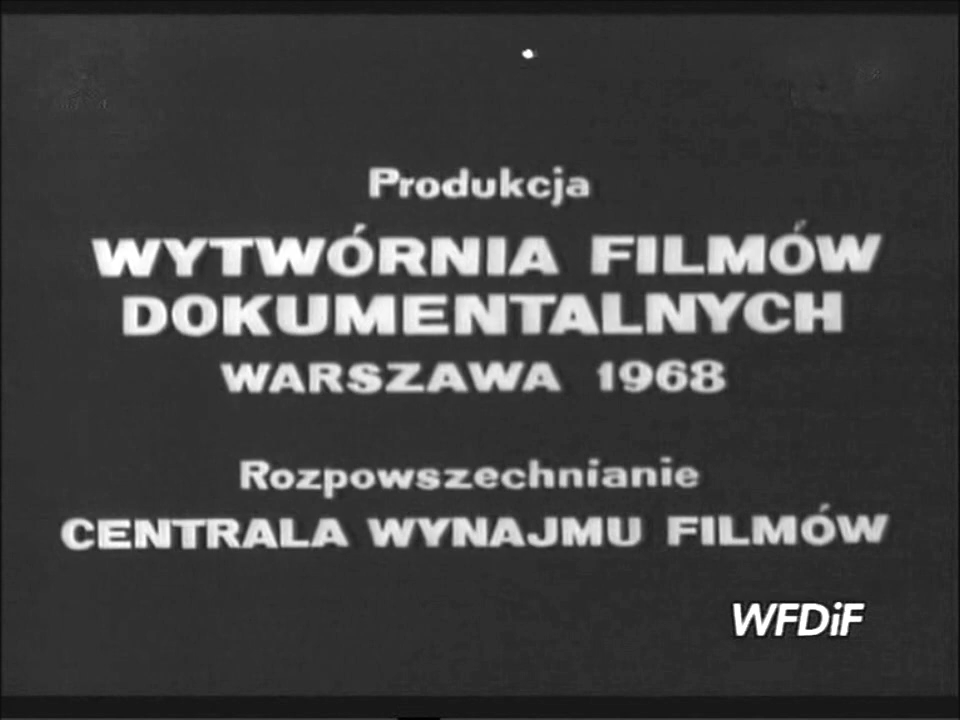 Produkcja
WYTWÓRNIA FILMÓW
DOKUMENTALNYCH
WARSZAWA 1968
Rozpowszechnianie
CENTRALA WYNAJMU FILMÓW
WFDiF